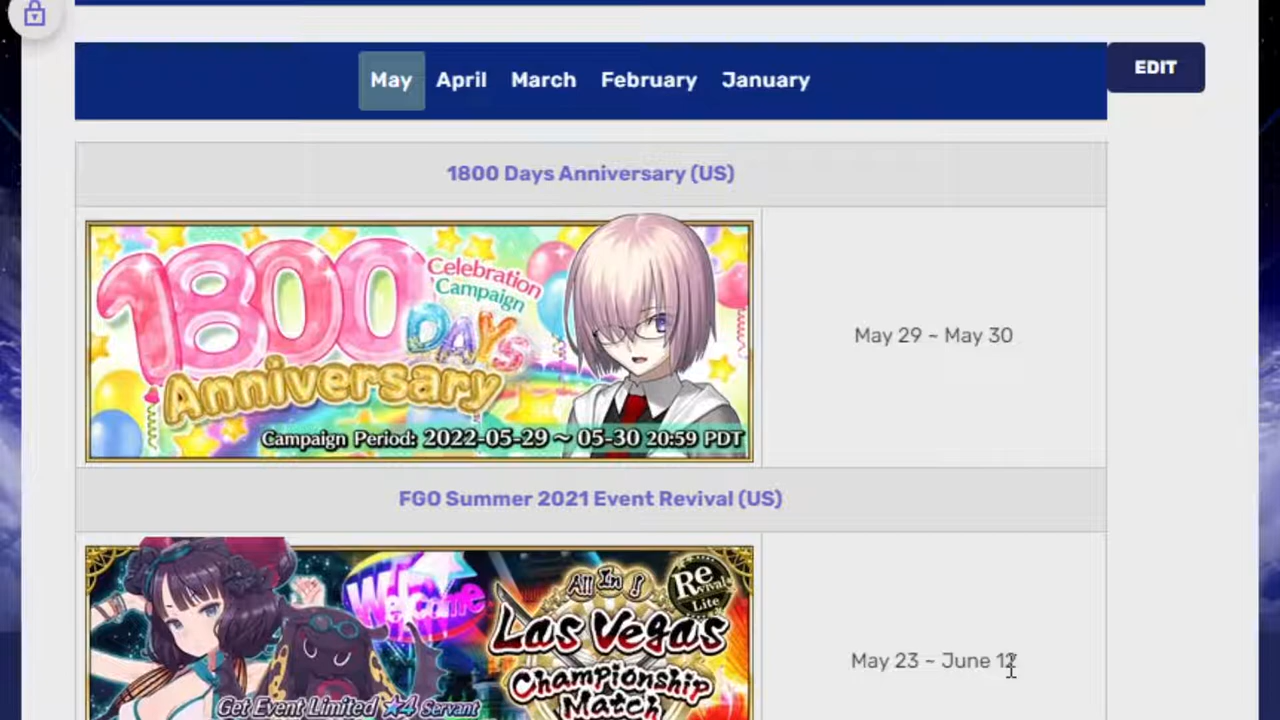 May April March February January
EDIT
1800 Days Anniversary (US)
1800
Celebration
Campaign
DAYS
Anniversary
Campaign Period: 2022-05-29 ~ 05-30 20:59 PDT
May 29 ~ May 30
FGO Summer 2021 Event Revival (US)
Welcome
All In !
Revival
Lite
Las Vegas
Championship
Match
Get Event Limited ★4 Servant
May 23 ~ June 12